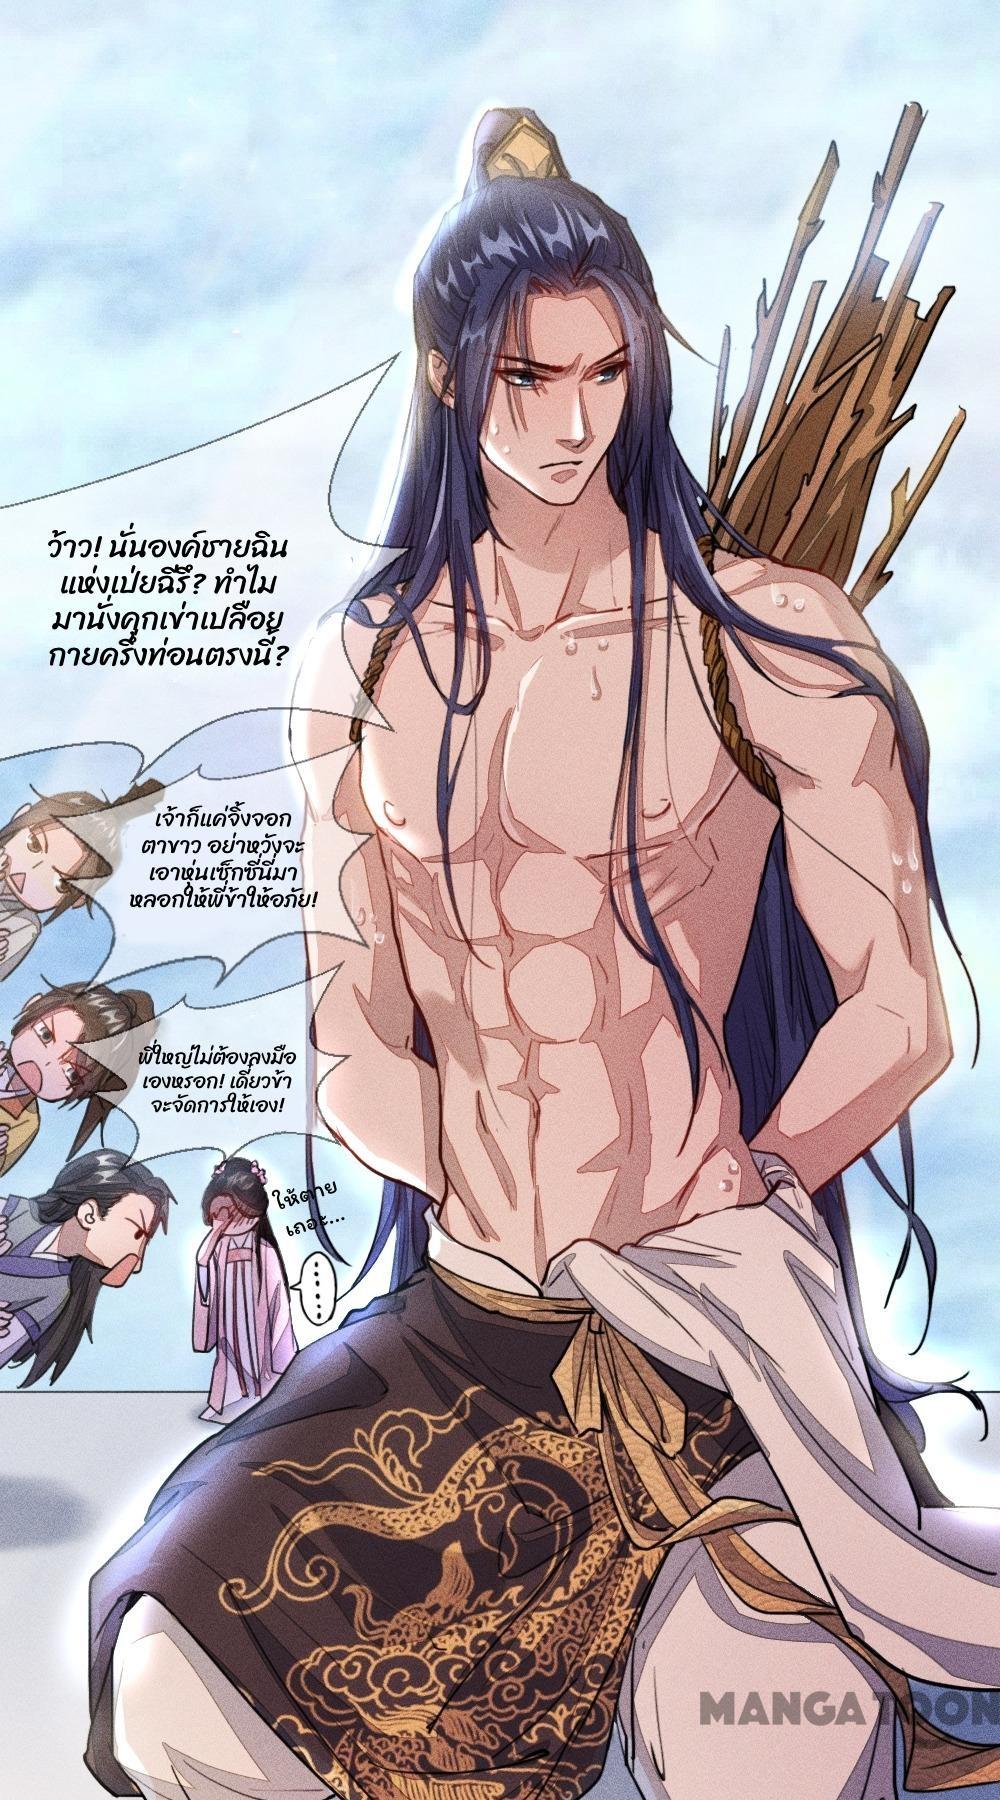 ว้าว! นั่นองค์ชายฉิน
แห่งเป่ยฉีรึ? ทำไม
มานั่งคุกเข่าเปลือย
กายครึ่งท่อนตรงนี้?
เจ้าก็แค่จิ้งจอก
ตาขาว อย่าหวังจะ
เอาหุ่นเซ็กซี่นี่มา
หลอกให้พี่ข้าให้อภัย!
พี่ใหญ่ไม่ต้องลงมือ
เองหรอก! เดี๋ยวข้า
จะจัดการให้เอง!
ให้ตาย
เถอะ...
......
MANGA TOON